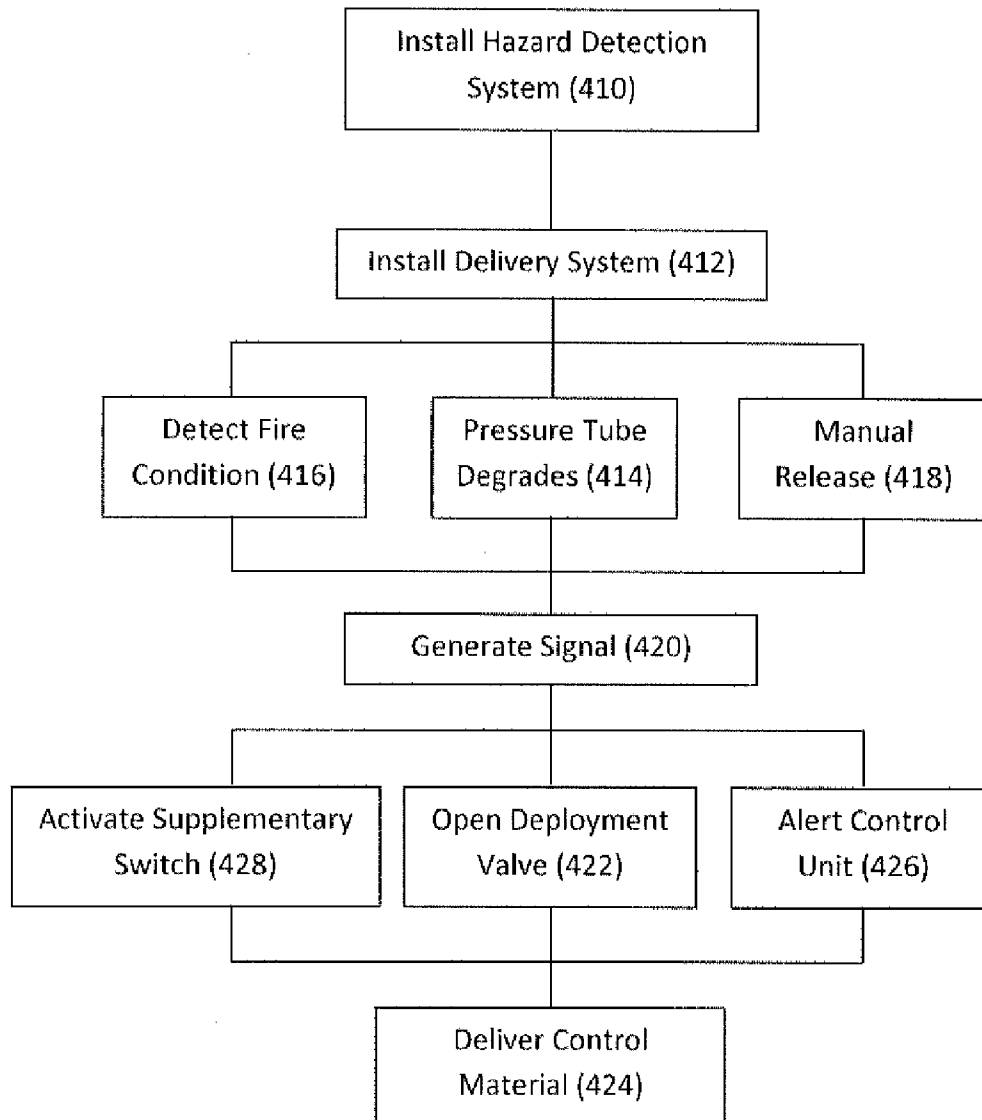 Install Hazard Detection
System (410)
Install Delivery System (412)
Detect Fire
Condition (416)
Pressure Tube
Degrades (414)
Manual
Release (418)
Generate Signal (420)
Activate Supplementary
Switch (428)
Open Deployment
Valve (422)
Alert Control
Unit (426)
Deliver Control
Material (424)